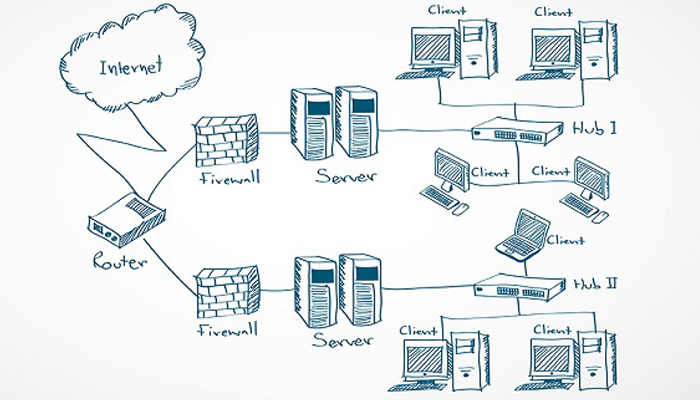 Client
Client
Internet
Hub I
Firewall
Server
Client
Client
Client
Router
Hub II
Firewall
Server
Client
Client